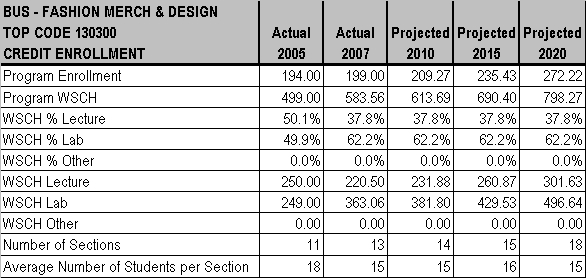 BUS - FASHION MERCH & DESIGN
TOP CODE 130300 Actual Actual Projected Projected Projected
CREDIT ENROLLMENT 2005 2007 2010 2015 2020
Program Enrollment 194.00 199.00 209.27 235.43 272.22
Program WSCH 499.00 583.56 613.69 690.40 798.27
WSCH % Lecture 50.1% 37.8% 37.8% 37.8% 37.8%
WSCH % Lab 49.9% 62.2% 62.2% 62.2% 62.2%
WSCH % Other 0.0% 0.0% 0.0% 0.0% 0.0%
WSCH Lecture 250.00 220.50 231.88 260.87 301.63
WSCH Lab 249.00 363.06 381.80 429.53 496.64
WSCH Other 0.00 0.00 0.00 0.00 0.00
Number of Sections 11 13 14 15 18
Average Number of Students per Section 18 15 15 16 15